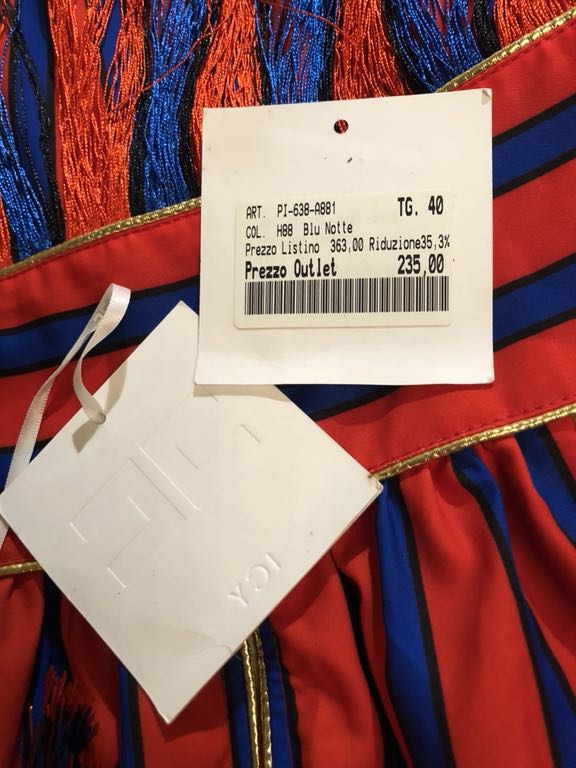 ART. PI-638-A881 TG. 40
COL. H88 Blu Notte
Prezzo Listino 363,00 Riduzione35,3%
Prezzo Outlet 235,00
ICY